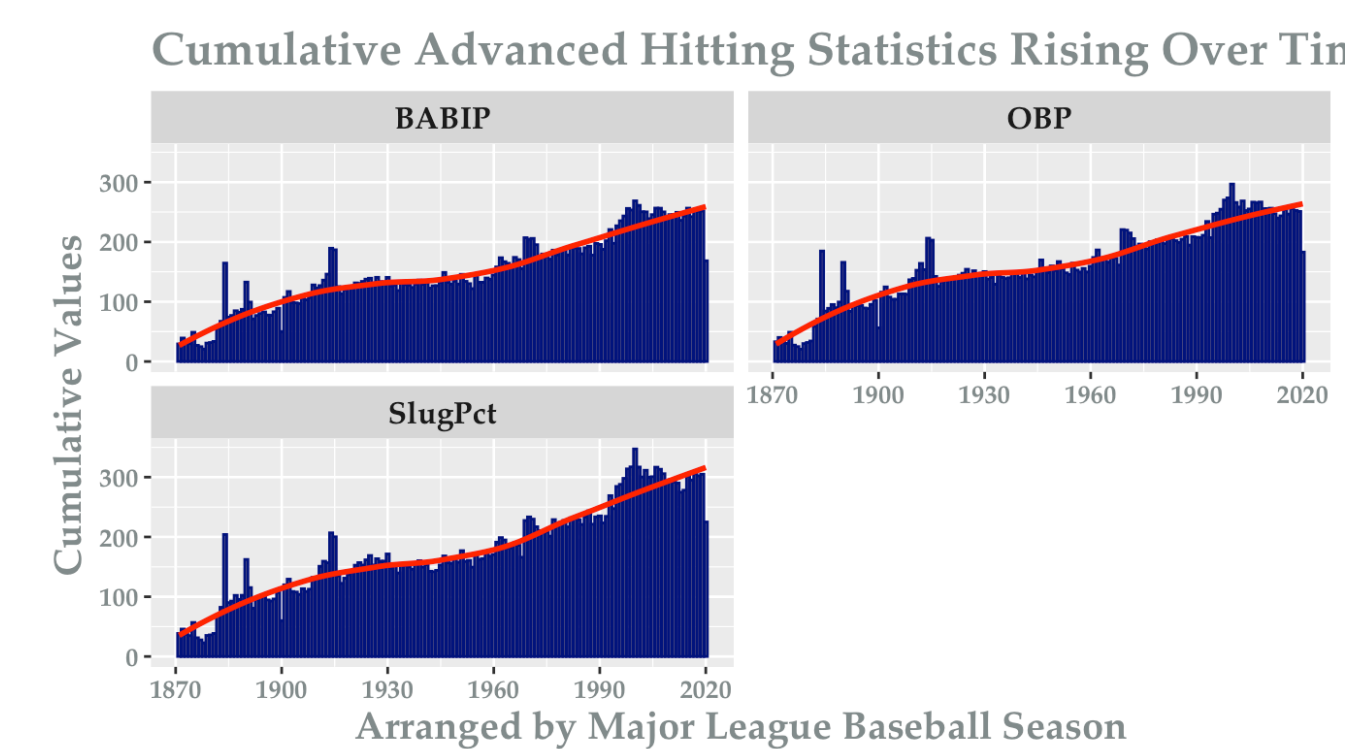 Cumulative Advanced Hitting Statistics Rising Over Tim
BABIP
OBP
300
200
100
0
1870 1900 1930 1960 1990 2020
SlugPct
300
200
100
0
1870 1900 1930 1960 1990 2020
Cumulative Values
Arranged by Major League Baseball Season